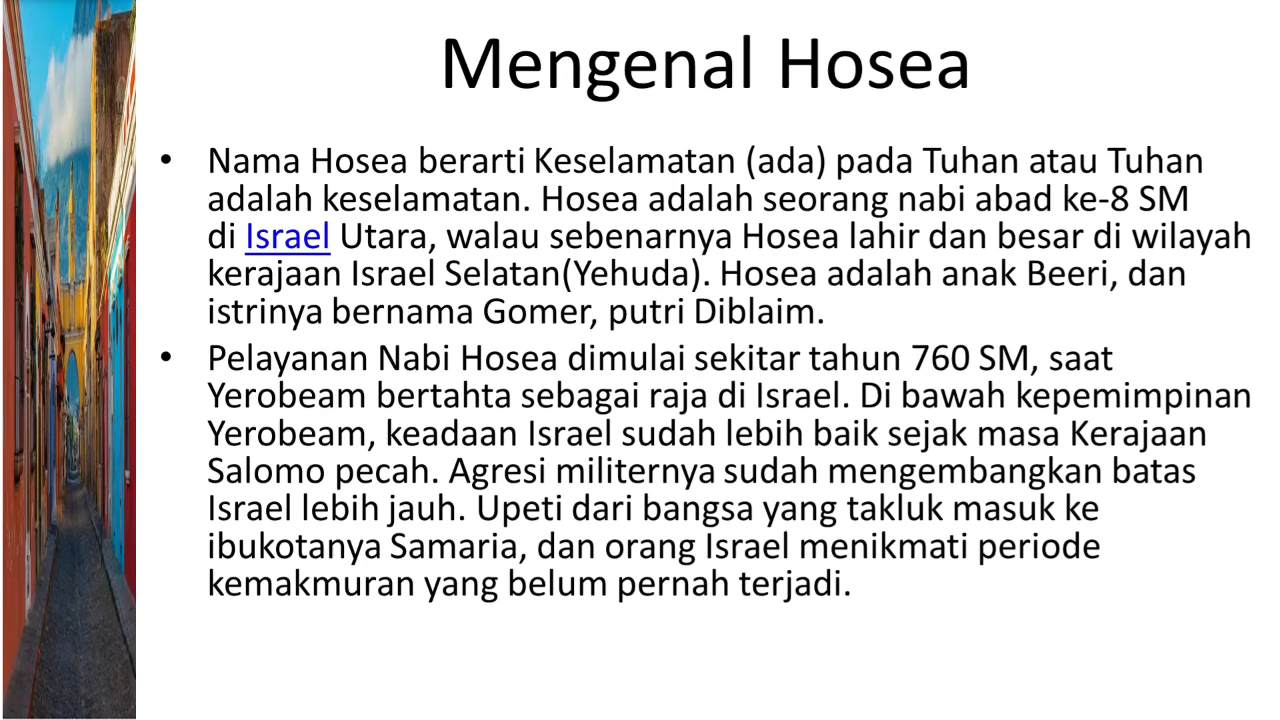 Mengenal Hosea
• Nama Hosea berarti Keselamatan (ada) pada Tuhan atau Tuhan
adalah keselamatan. Hosea adalah seorang nabi abad ke-8 SM
di Israel Utara, walau sebenarnya Hosea lahir dan besar di wilayah
kerajaan Israel Selatan(Yehuda). Hosea adalah anak Beeri, dan
istrinya bernama Gomer, putri Diblaim.
• Pelayanan Nabi Hosea dimulai sekitar tahun 760 SM, saat
Yerobeam bertahta sebagai raja di Israel. Di bawah kepemimpinan
Yerobeam, keadaan Israel sudah lebih baik sejak masa Kerajaan
Salomo pecah. Agresi militernya sudah mengembangkan batas
Israel lebih jauh. Upeti dari bangsa yang takluk masuk ke
ibukotanya Samaria, dan orang Israel menikmati periode
kemakmuran yang belum pernah terjadi.